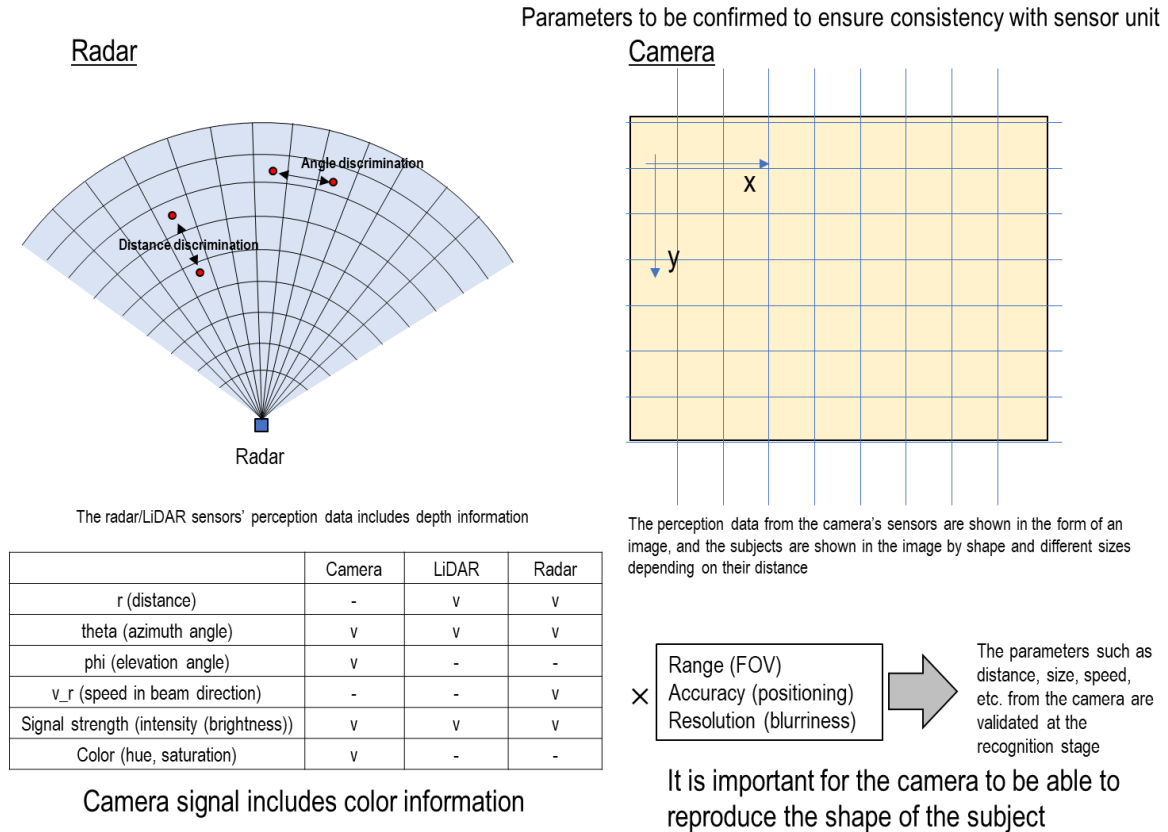 Parameters to be confirmed to ensure consistency with sensor unit
Radar
Angle discrimination
Distance discrimination
Radar
The radar/LiDAR sensors' perception data includes depth information
Camera LiDAR Radar
r (distance) - v v
theta (azimuth angle) v v v
phi (elevation angle) v - -
v_r (speed in beam direction) - - v
Signal strength (intensity (brightness)) v v v
Color (hue, saturation) v - -
Camera signal includes color information
Camera
x
y
The perception data from the camera's sensors are shown in the form of an
image, and the subjects are shown in the image by shape and different sizes
depending on their distance
×
Range (FOV)
Accuracy (positioning)
Resolution (blurriness)
The parameters such as
distance, size, speed,
etc. from the camera are
validated at the
recognition stage
It is important for the camera to be able to
reproduce the shape of the subject